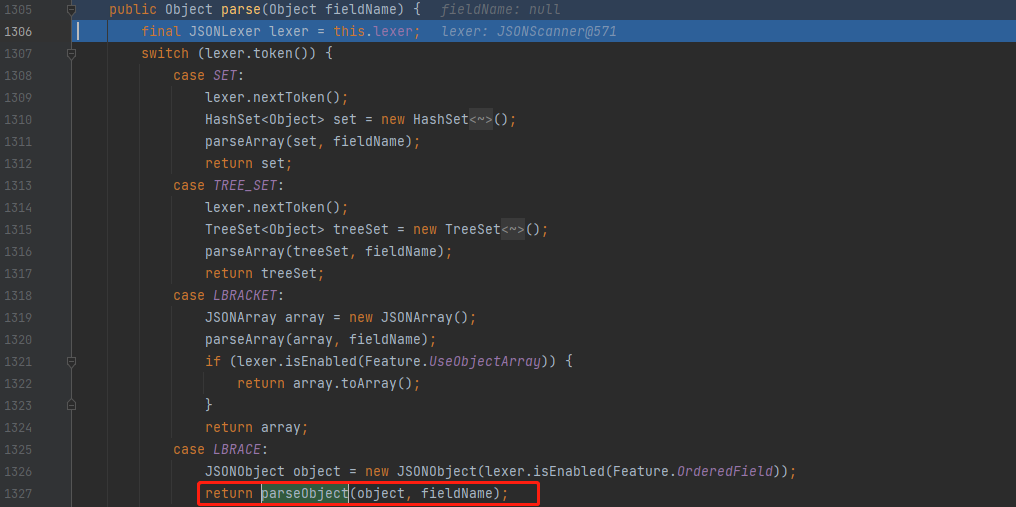 1305 public Object parse(Object fieldName) { fieldName: null
1306 final JSONLexer lexer = this.lexer; lexer: JSONScanner@571
1307 switch (lexer.token()) {
1308 case SET:
1309 lexer.nextToken();
1310 HashSet<Object> set = new HashSet<~>();
1311 parseArray(set, fieldName);
1312 return set;
1313 case TREE_SET:
1314 lexer.nextToken();
1315 TreeSet<Object> treeSet = new TreeSet<~>();
1316 parseArray(treeSet, fieldName);
1317 return treeSet;
1318 case LBRACKET:
1319 JSONArray array = new JSONArray();
1320 parseArray(array, fieldName);
1321 if (lexer.isEnabled(Feature.UseObjectArray)) {
1322 return array.toArray();
1323 }
1324 return array;
1325 case LBRACE:
1326 JSONObject object = new JSONObject(lexer.isEnabled(Feature.OrderedField));
1327 return parseObject(object, fieldName);